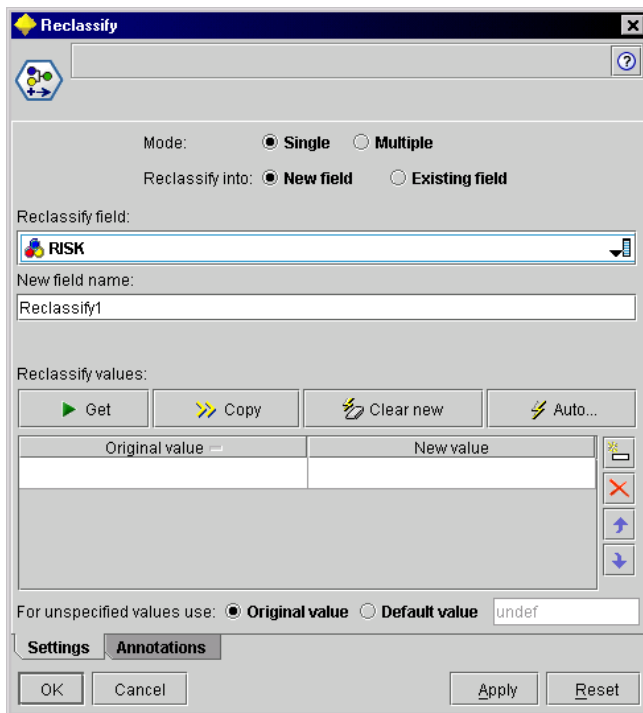 Reclassify
Mode: Single Multiple
Reclassify into: New field Existing field
Reclassify field:
RISK
New field name:
Reclassify1
Reclassify values:
Get Copy Clear new Auto...
Original value New value
For unspecified values use: Original value Default value undef
Settings Annotations
OK Cancel Apply Reset